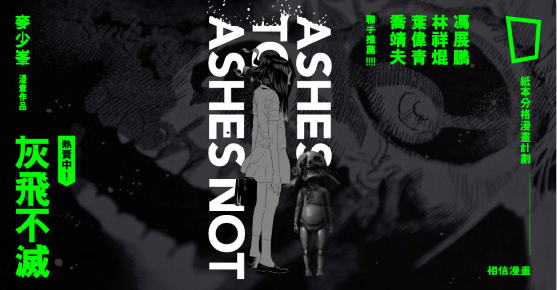 麥少峯
漫畫作品
灰飛不滅
熱賣中!
ASHES
TO
ASHES NOT
馮展鵬
林祥焜
葉偉青
喬靖夫
聯手推薦!!!!
紙本分格漫畫計劃
相信漫畫